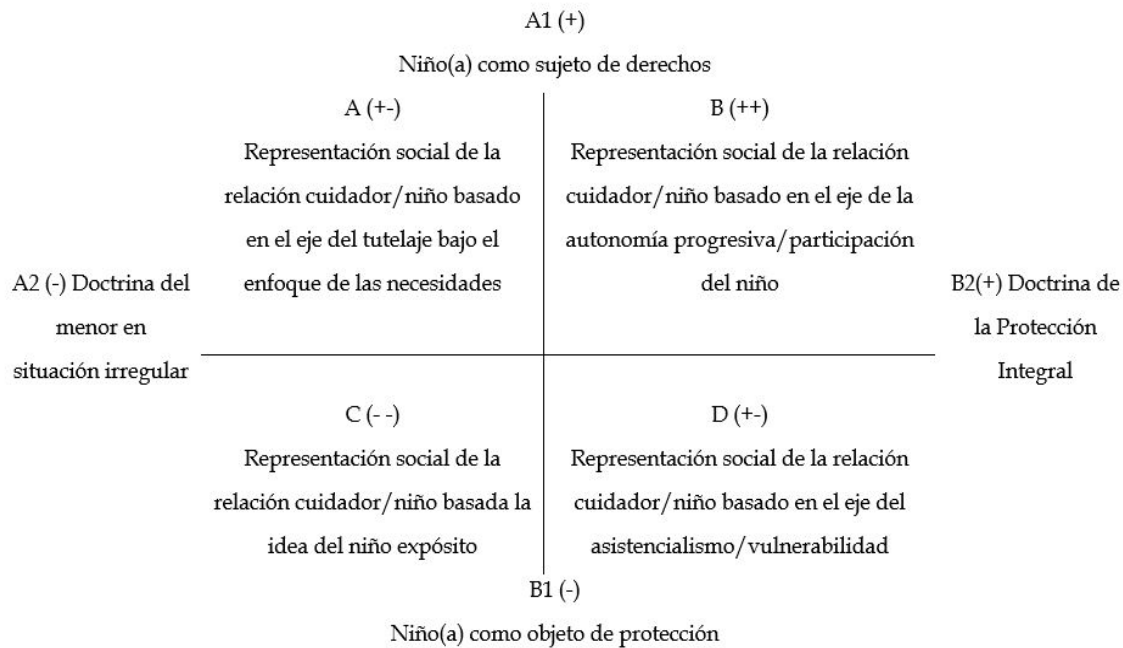 A1 (+)
Niño(a) como sujeto de derechos
A (+-)
Representación social de la
relación cuidador/niño basado
en el eje del tutelaje bajo el
enfoque de las necesidades
B (++)
Representación social de la relación
cuidador/niño basado en el eje de la
autonomía progresiva/participación
del niño
A2 (-) Doctrina del
menor en
situación irregular
B2(+) Doctrina de
la Protección
Integral
C (- -)
Representación social de la
relación cuidador/niño basada la
idea del niño expósito
D (+-)
Representación social de la relación
cuidador/niño basado en el eje del
asistencialismo/vulnerabilidad
B1 (-)
Niño(a) como objeto de protección